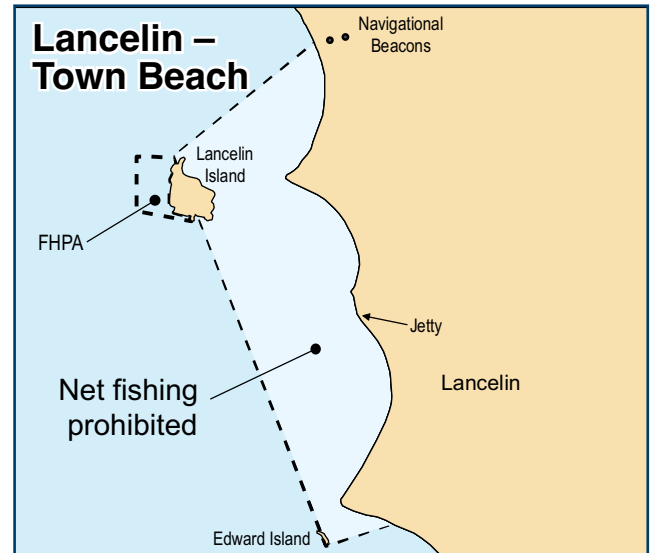 Lancelin –
Town Beach
Navigational
Beacons
Lancelin
Island
FHPA
Jetty
Lancelin
Net fishing
prohibited
Edward Island